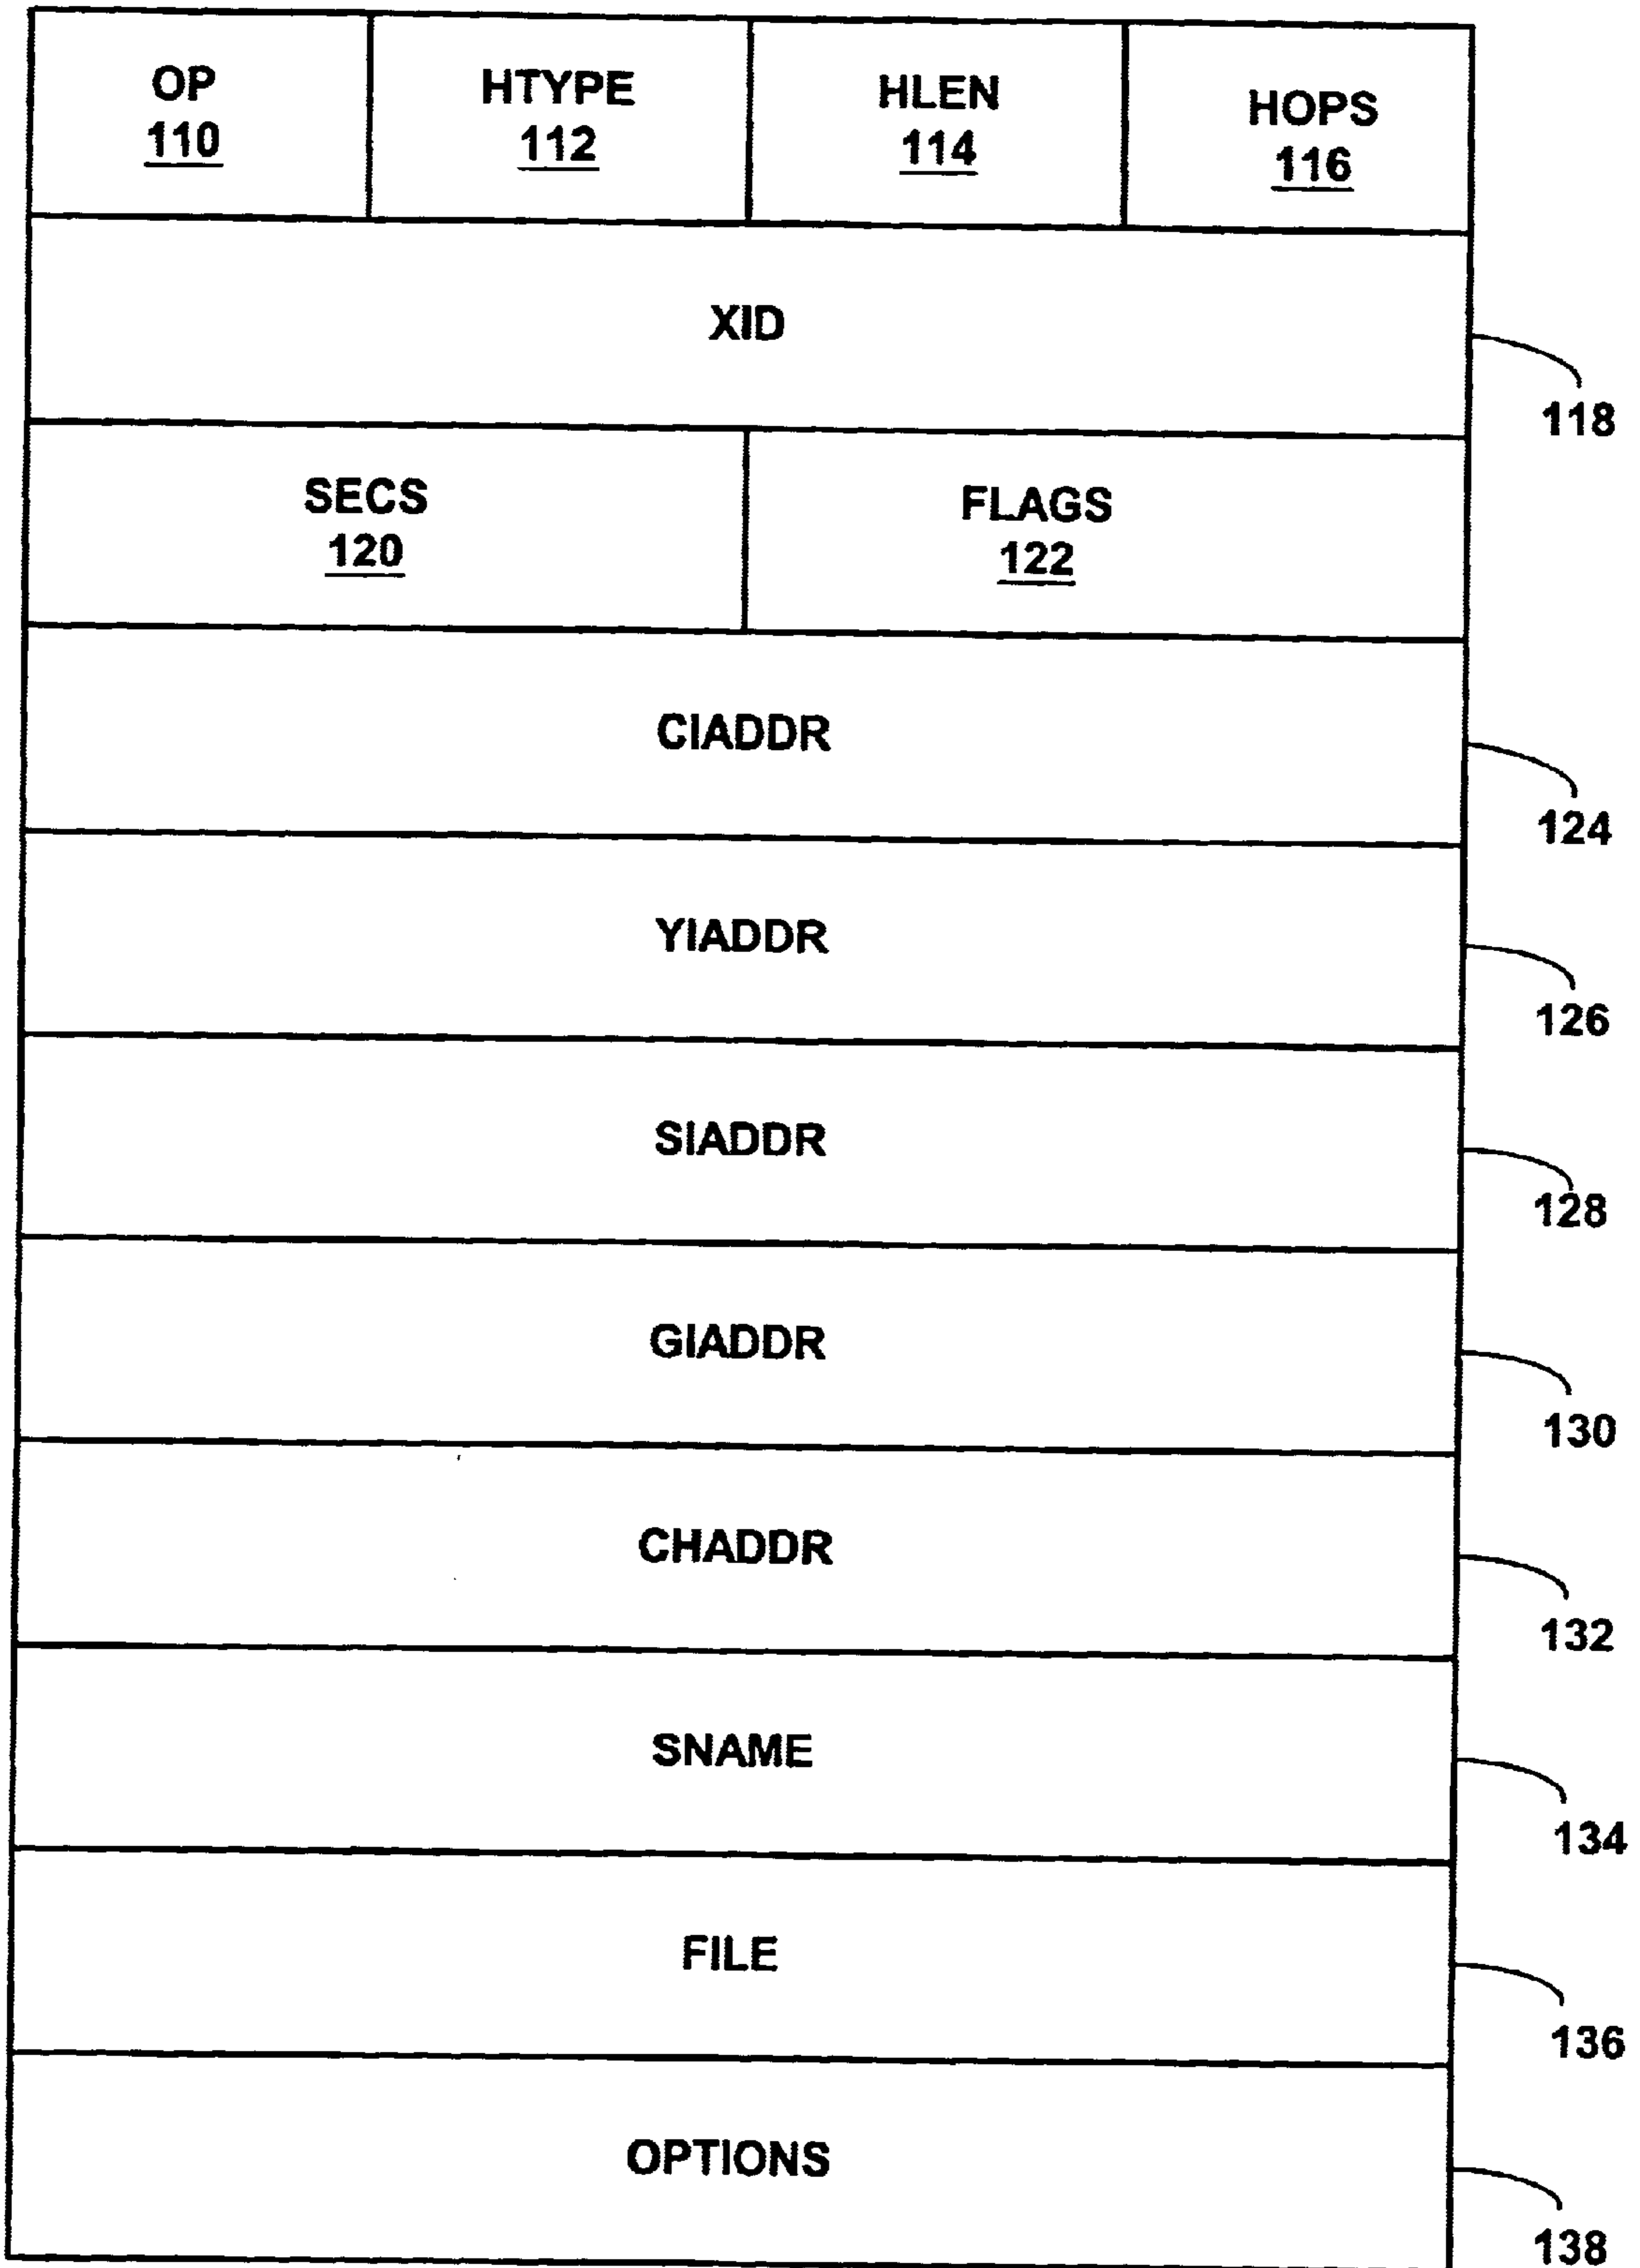 OP
110
HTYPE
112
HLEN
114
HOPS
116
XID
118
SECS
120
FLAGS
122
CIADDR
124
YIADDR
126
SIADDR
128
GIADDR
130
CHADDR
132
SNAME
134
FILE
136
OPTIONS
138